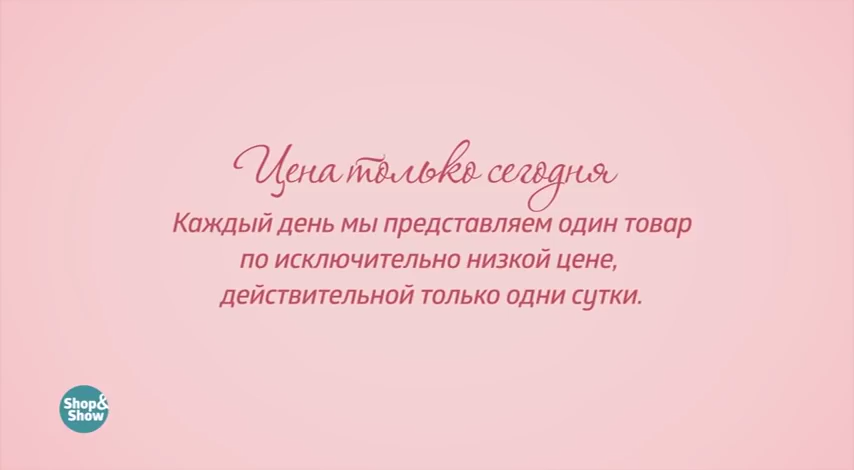 Цена только сегодня
Каждый день мы представляем один товар
по исключительно низкой цене,
действительной только одни сутки.
Shop&
Show